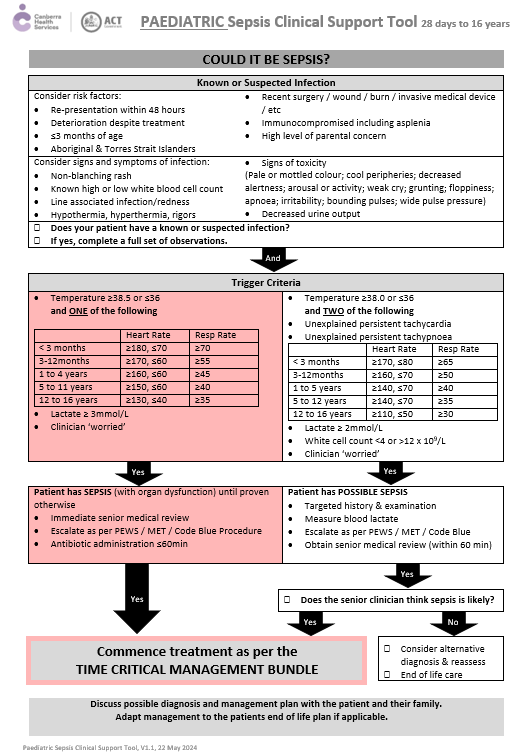 Canberra
Health
Services
ACT
PAEDIATRIC Sepsis Clinical Support Tool 28 days to 16 years
COULD IT BE SEPSIS?
Known or Suspected Infection
Consider risk factors:
• Re-presentation within 48 hours
• Deterioration despite treatment
• ≤3 months of age
• Aboriginal & Torres Strait Islanders
• Recent surgery / wound / burn / invasive medical device
/ etc
• Immunocompromised including asplenia
• High level of parental concern
Consider signs and symptoms of infection:
• Non-blanching rash
• Known high or low white blood cell count
• Line associated infection/redness
• Hypothermia, hyperthermia, rigors
• Signs of toxicity
(Pale or mottled colour; cool peripheries; decreased
alertness; arousal or activity; weak cry; grunting; floppiness;
apnoea; irritability; bounding pulses; wide pulse pressure)
• Decreased urine output
☐ Does your patient have a known or suspected infection?
☐ If yes, complete a full set of observations.
And
Trigger Criteria
• Temperature ≥38.5 or ≤36
and ONE of the following
Heart Rate Resp Rate
< 3 months ≥180, ≤70 ≥70
3-12months ≥170, ≤60 ≥55
1 to 4 years ≥160, ≤60 ≥45
5 to 11 years ≥150, ≤60 ≥40
12 to 16 years ≥130, ≤40 ≥35
• Lactate ≥ 3mmol/L
• Clinician ‘worried’
• Temperature ≥38.0 or ≤36
and TWO of the following
• Unexplained persistent tachycardia
• Unexplained persistent tachypnoea
Heart Rate Resp Rate
< 3 months ≥170, ≤80 ≥65
3-12months ≥160, ≤70 ≥50
1 to 5 years ≥140, ≤70 ≥40
5 to 12 years ≥140, ≤70 ≥35
12 to 16 years ≥110, ≤50 ≥30
• Lactate ≥ 2mmol/L
• White cell count <4 or >12 x 10⁹/L
• Clinician ‘worried’
Yes
Yes
Patient has SEPSIS (with organ dysfunction) until proven
otherwise
• Immediate senior medical review
• Escalate as per PEWS / MET / Code Blue Procedure
• Antibiotic administration ≤60min
Patient has POSSIBLE SEPSIS
• Targeted history & examination
• Measure blood lactate
• Escalate as per PEWS / MET / Code Blue
• Obtain senior medical review (within 60 min)
Yes
Yes
☐ Does the senior clinician think sepsis is likely?
Yes
No
Commence treatment as per the
TIME CRITICAL MANAGEMENT BUNDLE
☐ Consider alternative
diagnosis & reassess
☐ End of life care
Discuss possible diagnosis and management plan with the patient and their family.
Adapt management to the patients end of life plan if applicable.
Paediatric Sepsis Clinical Support Tool, V1.1, 22 May 2024